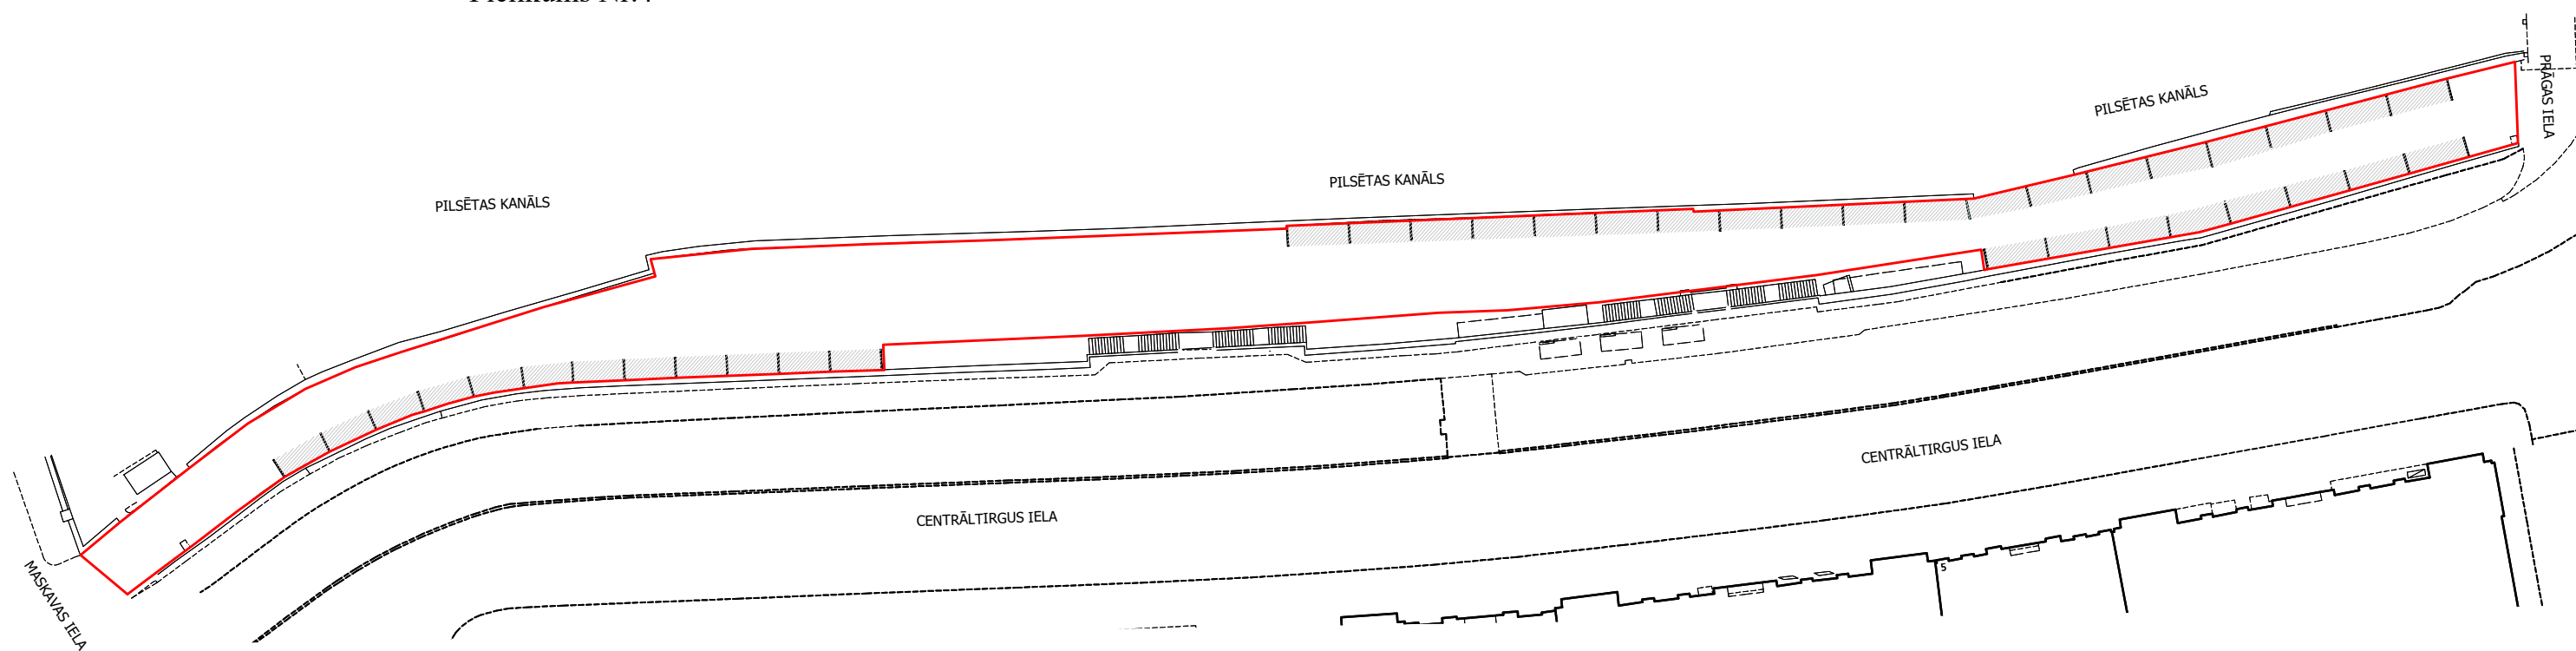 PILSĒTAS KANĀLS
PRĀGAS IELA
PILSĒTAS KANĀLS
PILSĒTAS KANĀLS
CENTRĀLTIRGUS IELA
CENTRĀLTIRGUS IELA
5
MASKAVAS IELA